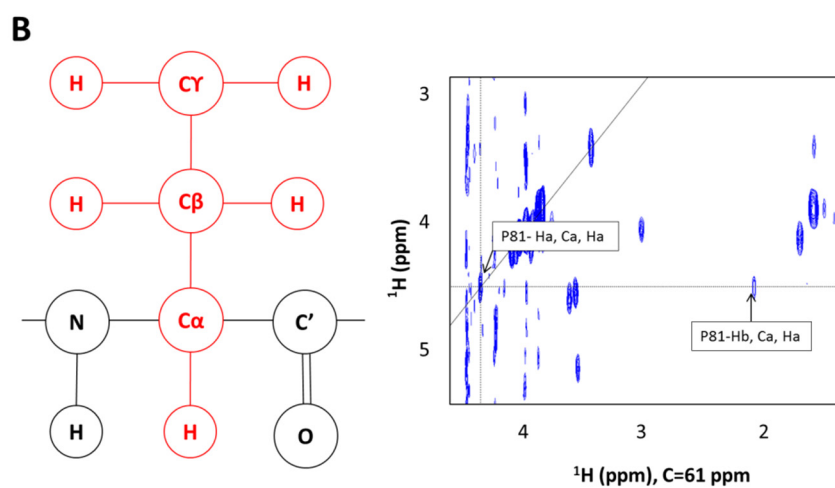 B
H Cϒ H
H Cβ H
N Cα C’
H H O
3
4
5
¹H (ppm)
P81- Ha, Ca, Ha
P81-Hb, Ca, Ha
4 3 2
¹H (ppm), C=61 ppm